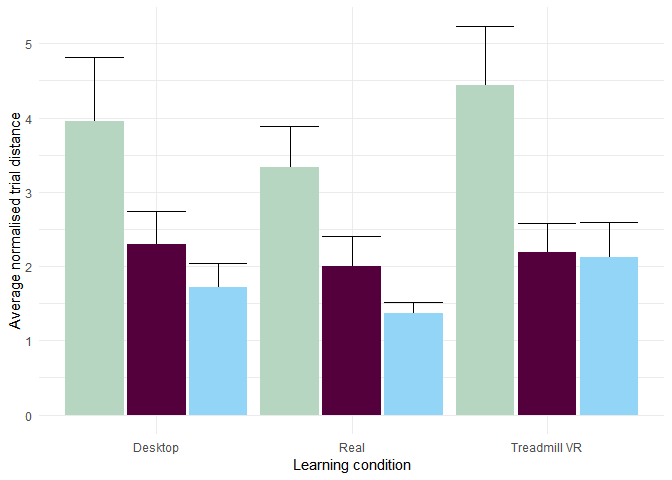 Average normalised trial distance
5
4
3
2
1
0
Desktop
Real
Treadmill VR
Learning condition